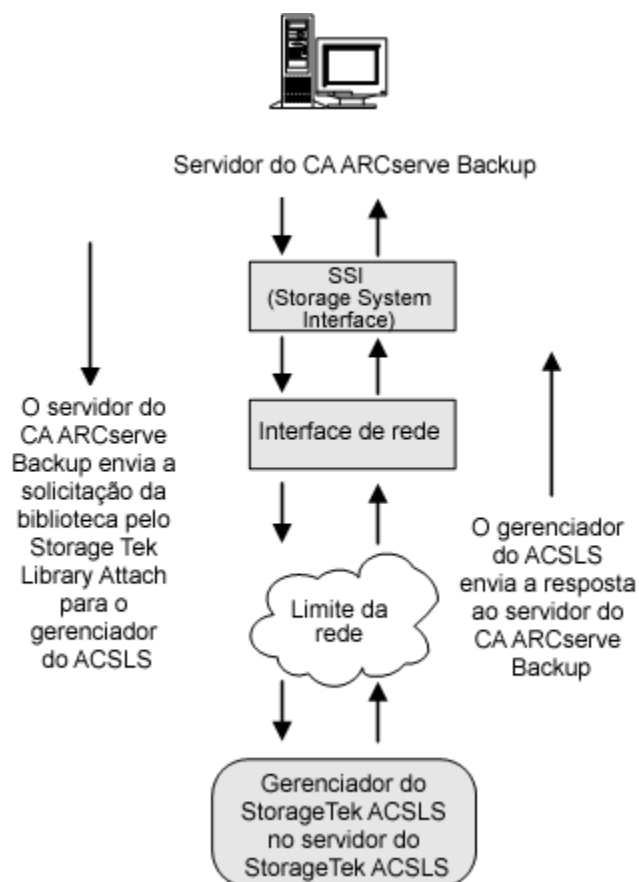 Servidor do CA ARCserve Backup
SSI
(Storage System
Interface)
Interface de rede
O servidor do
CA ARCserve
Backup envia a
solicitação da
biblioteca pelo
Storage Tek
Library Attach
para o
gerenciador
do ACSLS
Limite da
rede
O gerenciador
do ACSLS
envia a resposta
ao servidor do
CA ARCserve
Backup
Gerenciador do
StorageTek ACSLS
no servidor do
StorageTek ACSLS